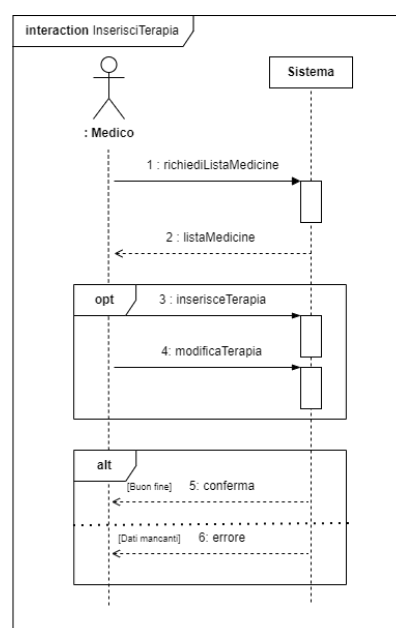 interaction InserisciTerapia
Sistema
: Medico
1 : richiediListaMedicine
2 : listaMedicine
opt
3 : inserisceTerapia
4: modificaTerapia
alt
[Buon fine] 5: conferma
[Dati mancanti] 6: errore